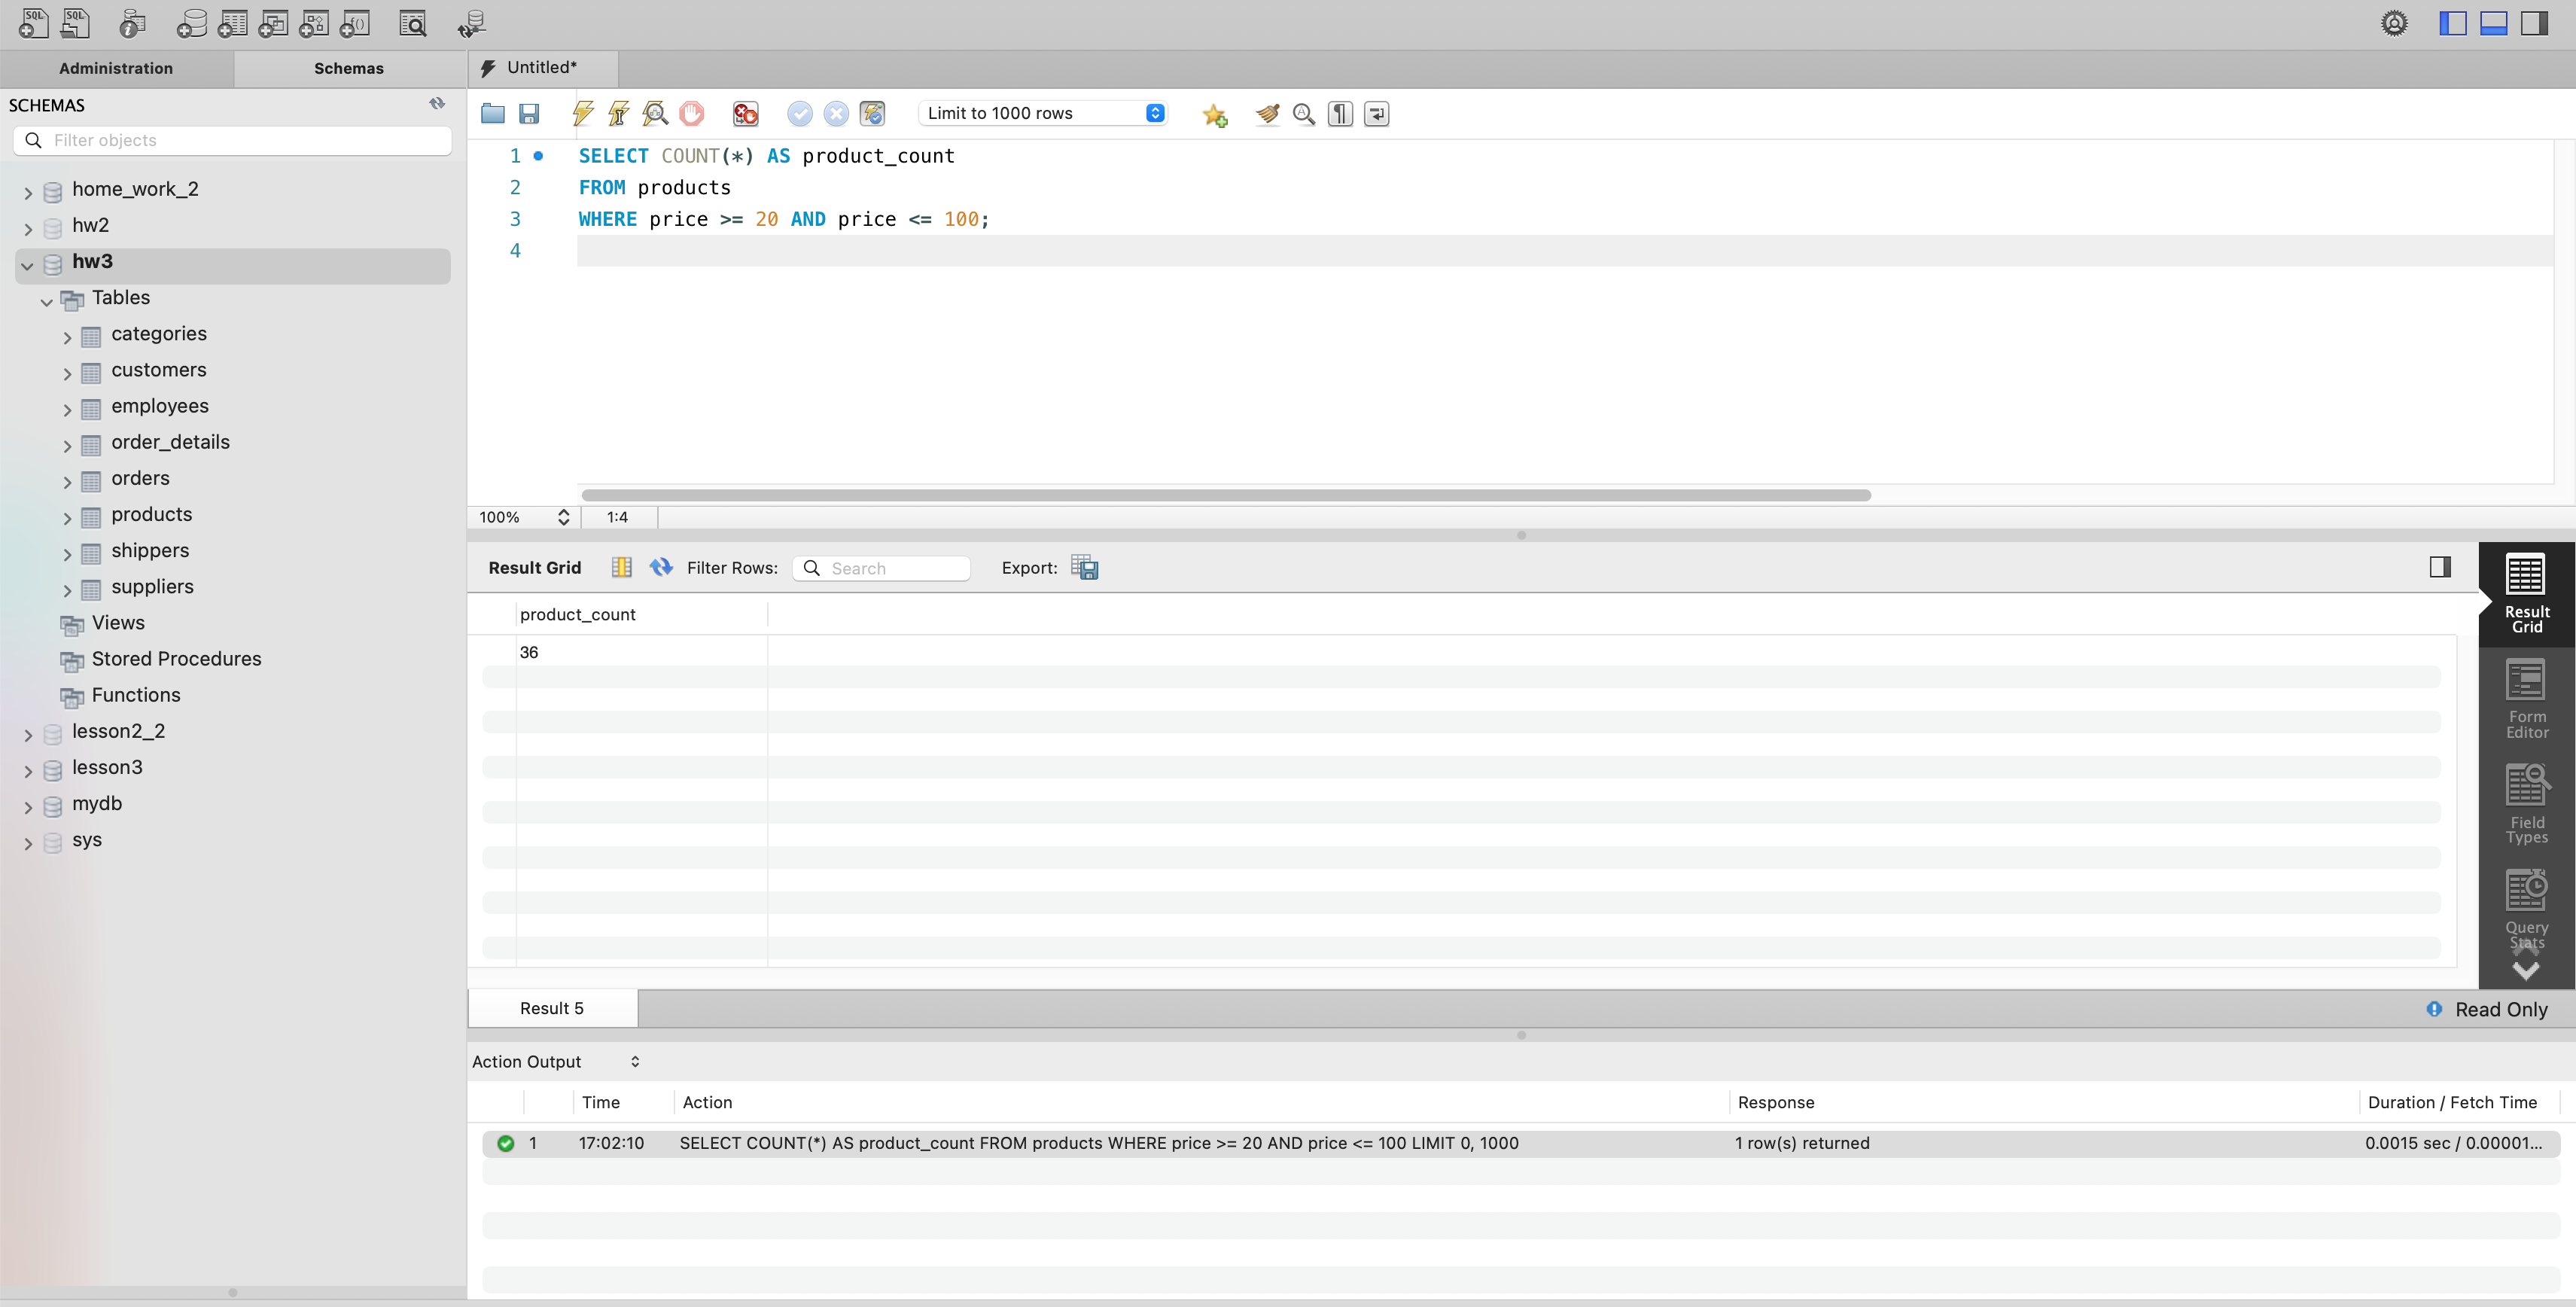 SQL SQL
Administration Schemas Untitled*
SCHEMAS
Filter objects
home_work_2
hw2
hw3
Tables
categories
customers
employees
order_details
orders
products
shippers
suppliers
Views
Stored Procedures
Functions
lesson2_2
lesson3
mydb
sys
Limit to 1000 rows
1 SELECT COUNT(*) AS product_count
2 FROM products
3 WHERE price >= 20 AND price <= 100;
4
100% 1:4
Result Grid Filter Rows: Search Export:
product_count
36
Result
Grid
Form
Editor
Field
Types
Query
Stats
Result 5 Read Only
Action Output
Time Action Response Duration / Fetch Time
1 17:02:10 SELECT COUNT(*) AS product_count FROM products WHERE price >= 20 AND price <= 100 LIMIT 0, 1000 1 row(s) returned 0.0015 sec / 0.00001...